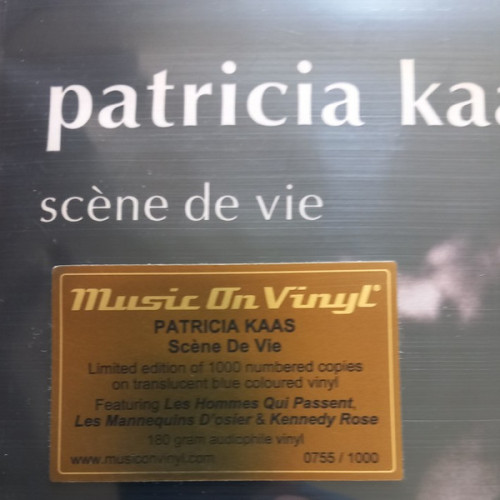 patricia kaa
scène de vie
Music On Vinyl
PATRICIA KAAS
Scène De Vie
Limited edition of 1000 numbered copies
on translucent blue coloured vinyl
Featuring Les Hommes Qui Passent,
Les Mannequins D'osier & Kennedy Rose
180 gram audiophile vinyl
www.musiconvinyl.com 0755 / 1000